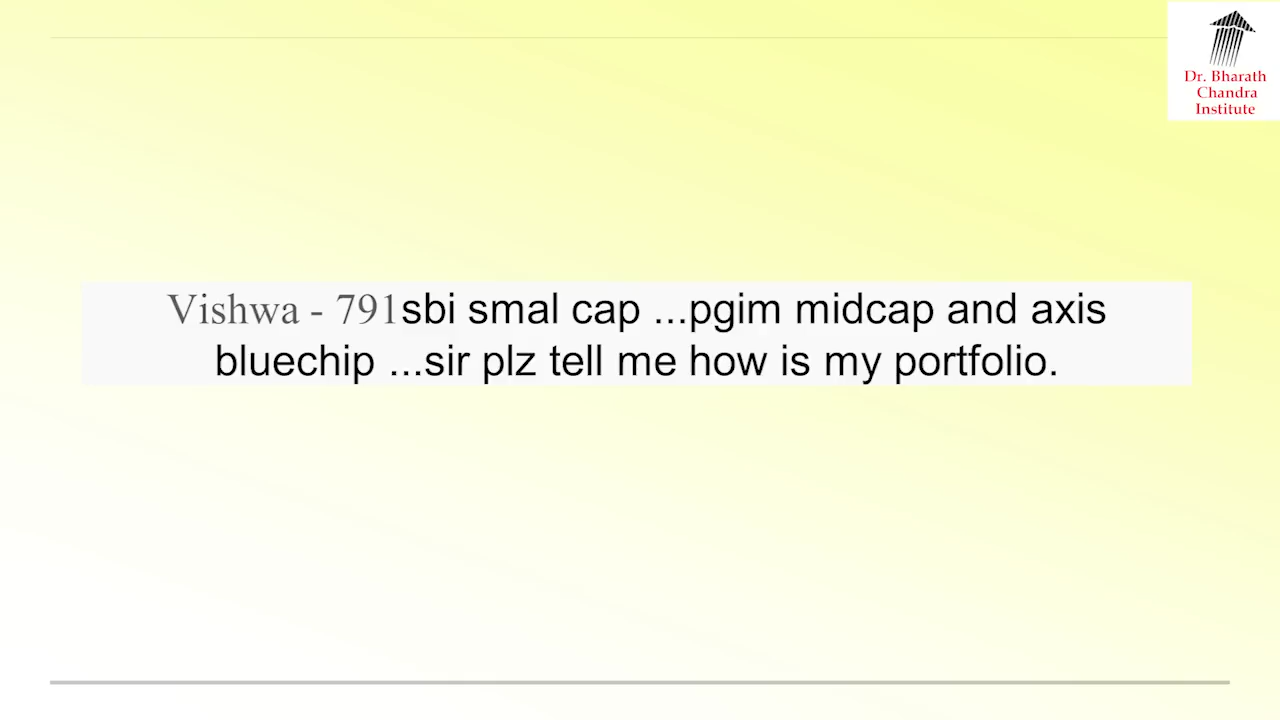 Dr. Bharath
Chandra
Institute
Vishwa - 791sbi smal cap ...pgim midcap and axis
bluechip ...sir plz tell me how is my portfolio.